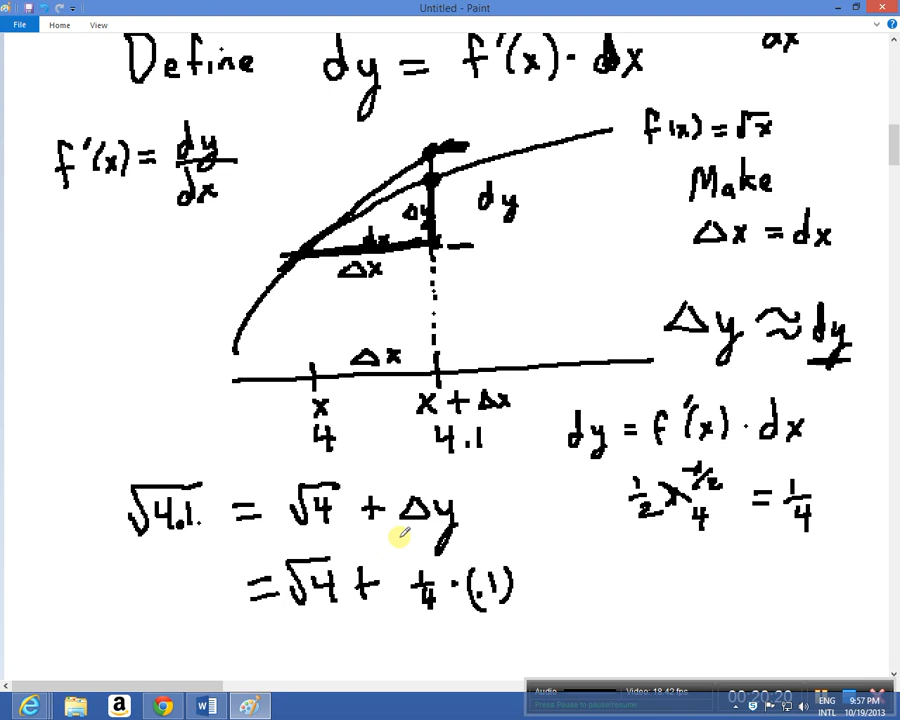 Untitled - Paint
File Home View
dx
Define dy = f'(x) · dx
f'(x) = dy/dx
f(x) = √x
Make
Δx = dx
dy
Δy
dx
Δx
Δy ≈ dy
Δx
x x + Δx
4 4.1
dy = f'(x) · dx
1/2 x^-1/2 = 1/4
4
√4.1 = √4 + Δy
= √4 + 1/4 · (.1)
Audio Video: 18.42 fps 00:20:20
Press Pause to pause/resume
ENG 9:57 PM
INTL 10/19/2013